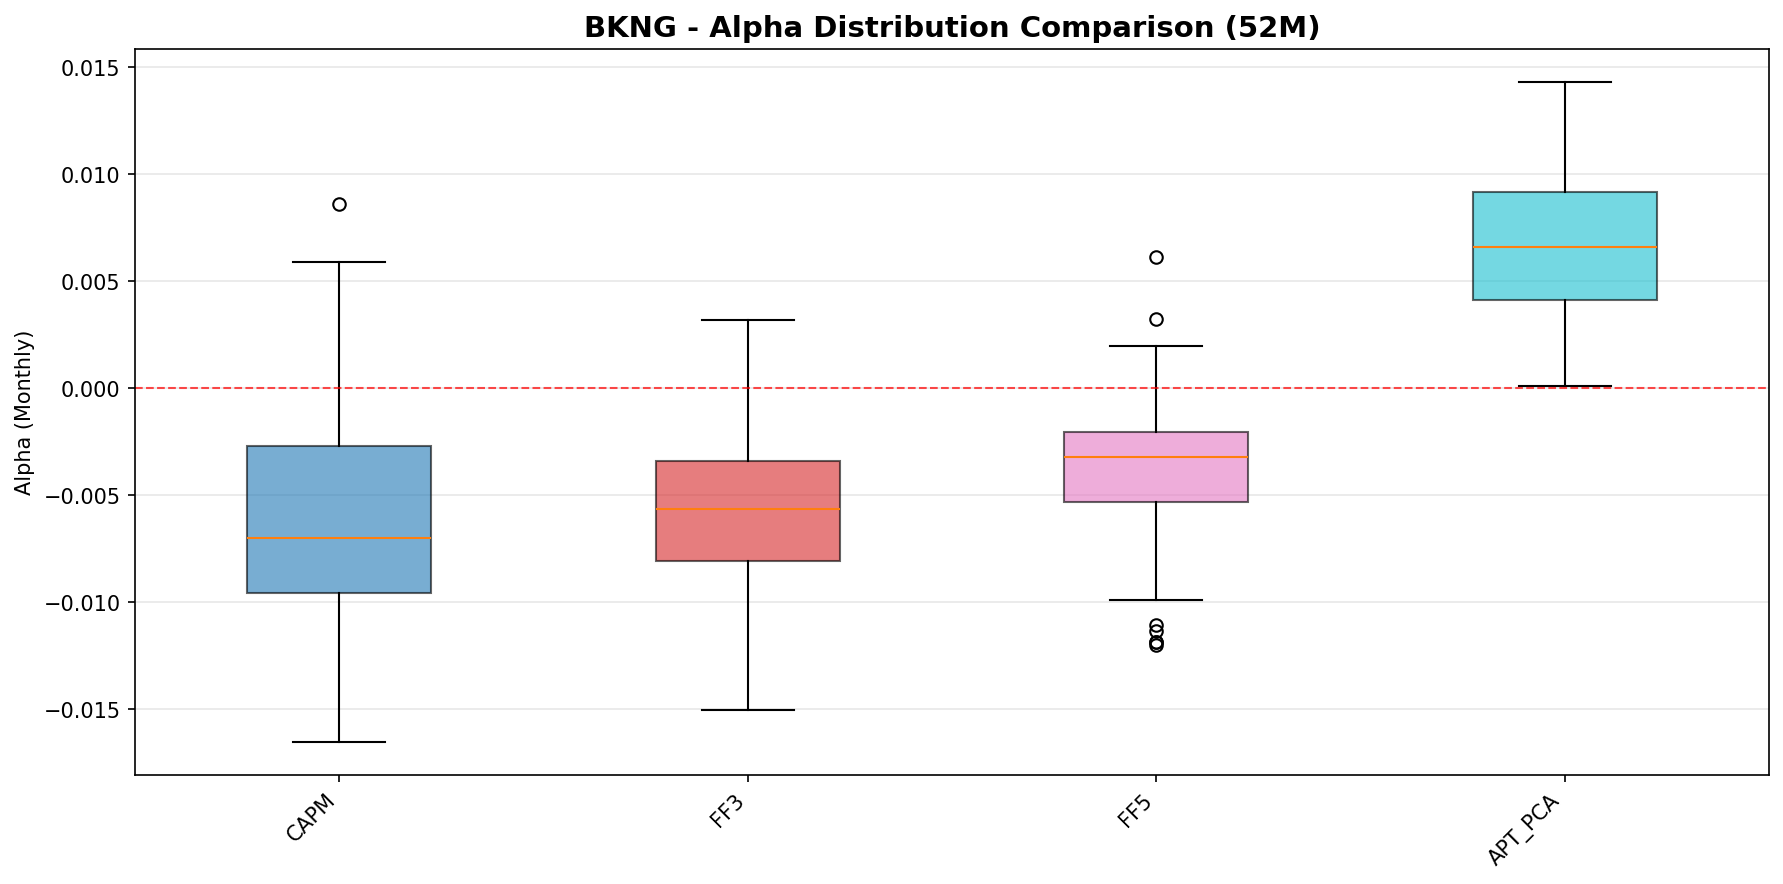 BKNG - Alpha Distribution Comparison (52M)
Alpha (Monthly)
0.015
0.010
0.005
0.000
−0.005
−0.010
−0.015
CAPM
FF3
FF5
APT_PCA